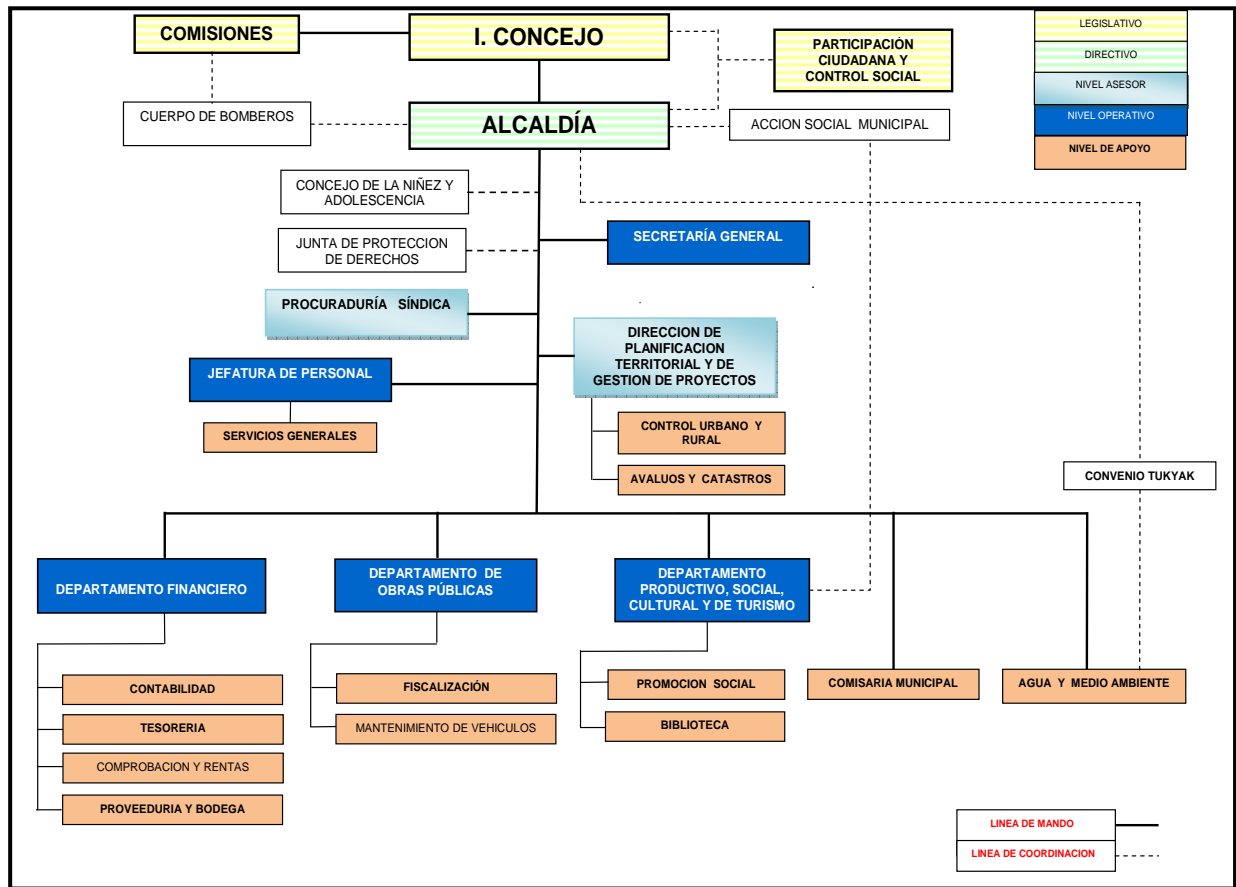 COMISIONES
I. CONCEJO
PARTICIPACIÓN
CIUDADANA Y
CONTROL SOCIAL
LEGISLATIVO
DIRECTIVO
NIVEL ASESOR
NIVEL OPERATIVO
NIVEL DE APOYO
CUERPO DE BOMBEROS
ALCALDÍA
ACCION SOCIAL MUNICIPAL
CONCEJO DE LA NIÑEZ Y
ADOLESCENCIA
JUNTA DE PROTECCION
DE DERECHOS
SECRETARÍA GENERAL
PROCURADURÍA SÍNDICA
DIRECCION DE
PLANIFICACION
TERRITORIAL Y DE
GESTION DE PROYECTOS
JEFATURA DE PERSONAL
SERVICIOS GENERALES
CONTROL URBANO Y
RURAL
AVALUOS Y CATASTROS
CONVENIO TUKYAK
DEPARTAMENTO FINANCIERO
DEPARTAMENTO DE
OBRAS PÚBLICAS
DEPARTAMENTO
PRODUCTIVO, SOCIAL,
CULTURAL Y DE TURISMO
CONTABILIDAD
TESORERIA
COMPROBACION Y RENTAS
PROVEEDURIA Y BODEGA
FISCALIZACIÓN
MANTENIMIENTO DE VEHICULOS
PROMOCION SOCIAL
BIBLIOTECA
COMISARIA MUNICIPAL
AGUA Y MEDIO AMBIENTE
LINEA DE MANDO
LINEA DE COORDINACION